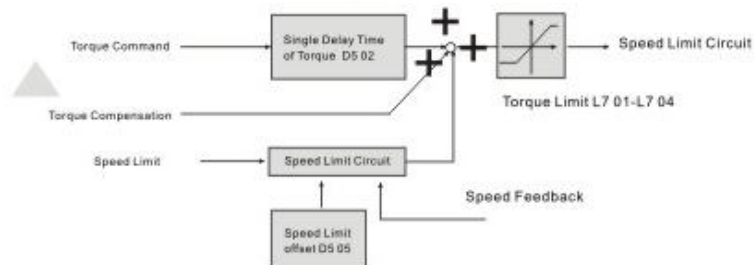 Torque Command
Single Delay Time
of Torque D5 02
Speed Limit Circuit
Torque Limit L7 01-L7 04
Torque Compensation
Speed Limit
Speed Limit Circuit
Speed Feedback
Speed Limit
offset D5 05